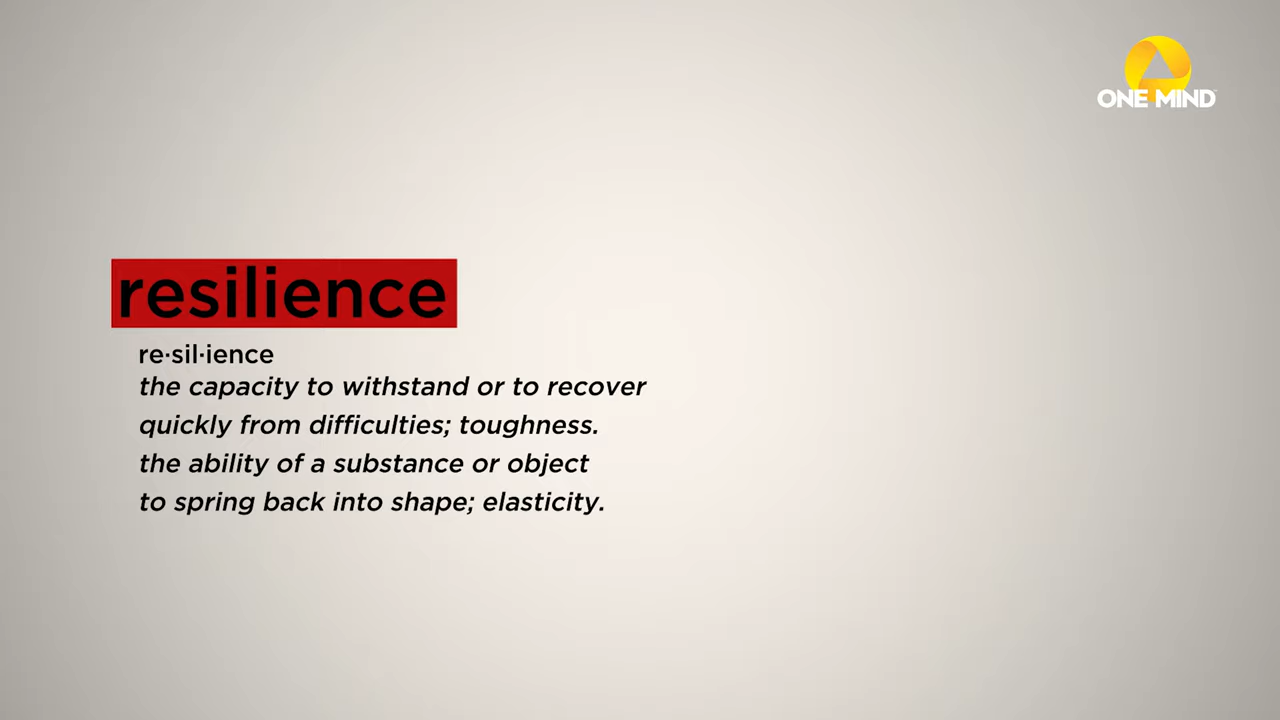 ONE MIND
resilience
re·sil·ience
the capacity to withstand or to recover
quickly from difficulties; toughness.
the ability of a substance or object
to spring back into shape; elasticity.